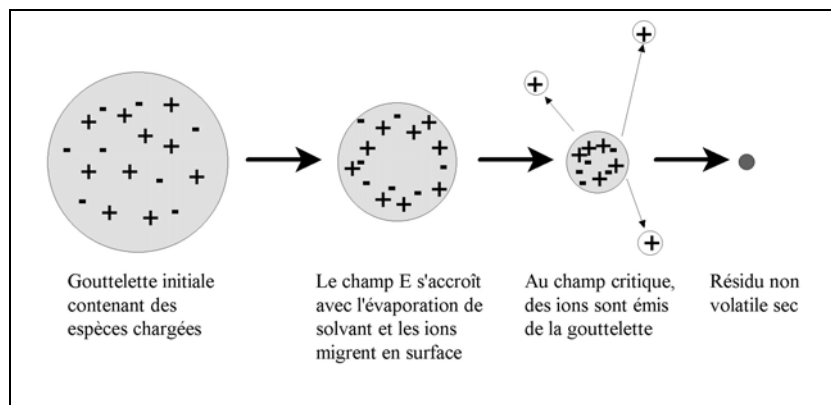 Gouttelette initiale
contenant des
espèces chargées
Le champ E s'accroît
avec l'évaporation de
solvant et les ions
migrent en surface
Au champ critique,
des ions sont émis
de la gouttelette
Résidu non
volatile sec